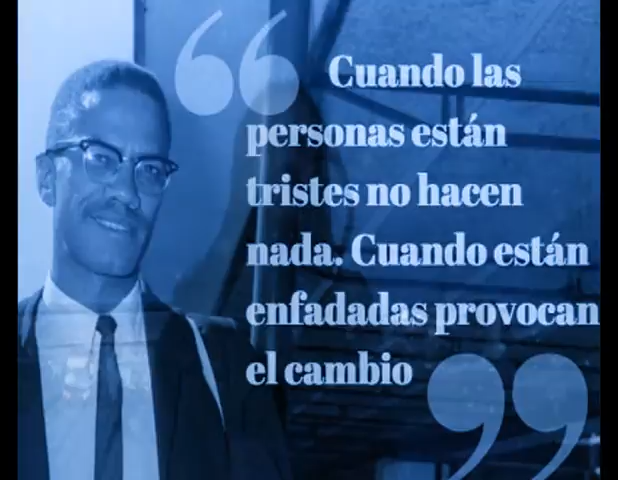 Cuando las
personas están
tristes no hacen
nada. Cuando están
enfadadas provocan
el cambio